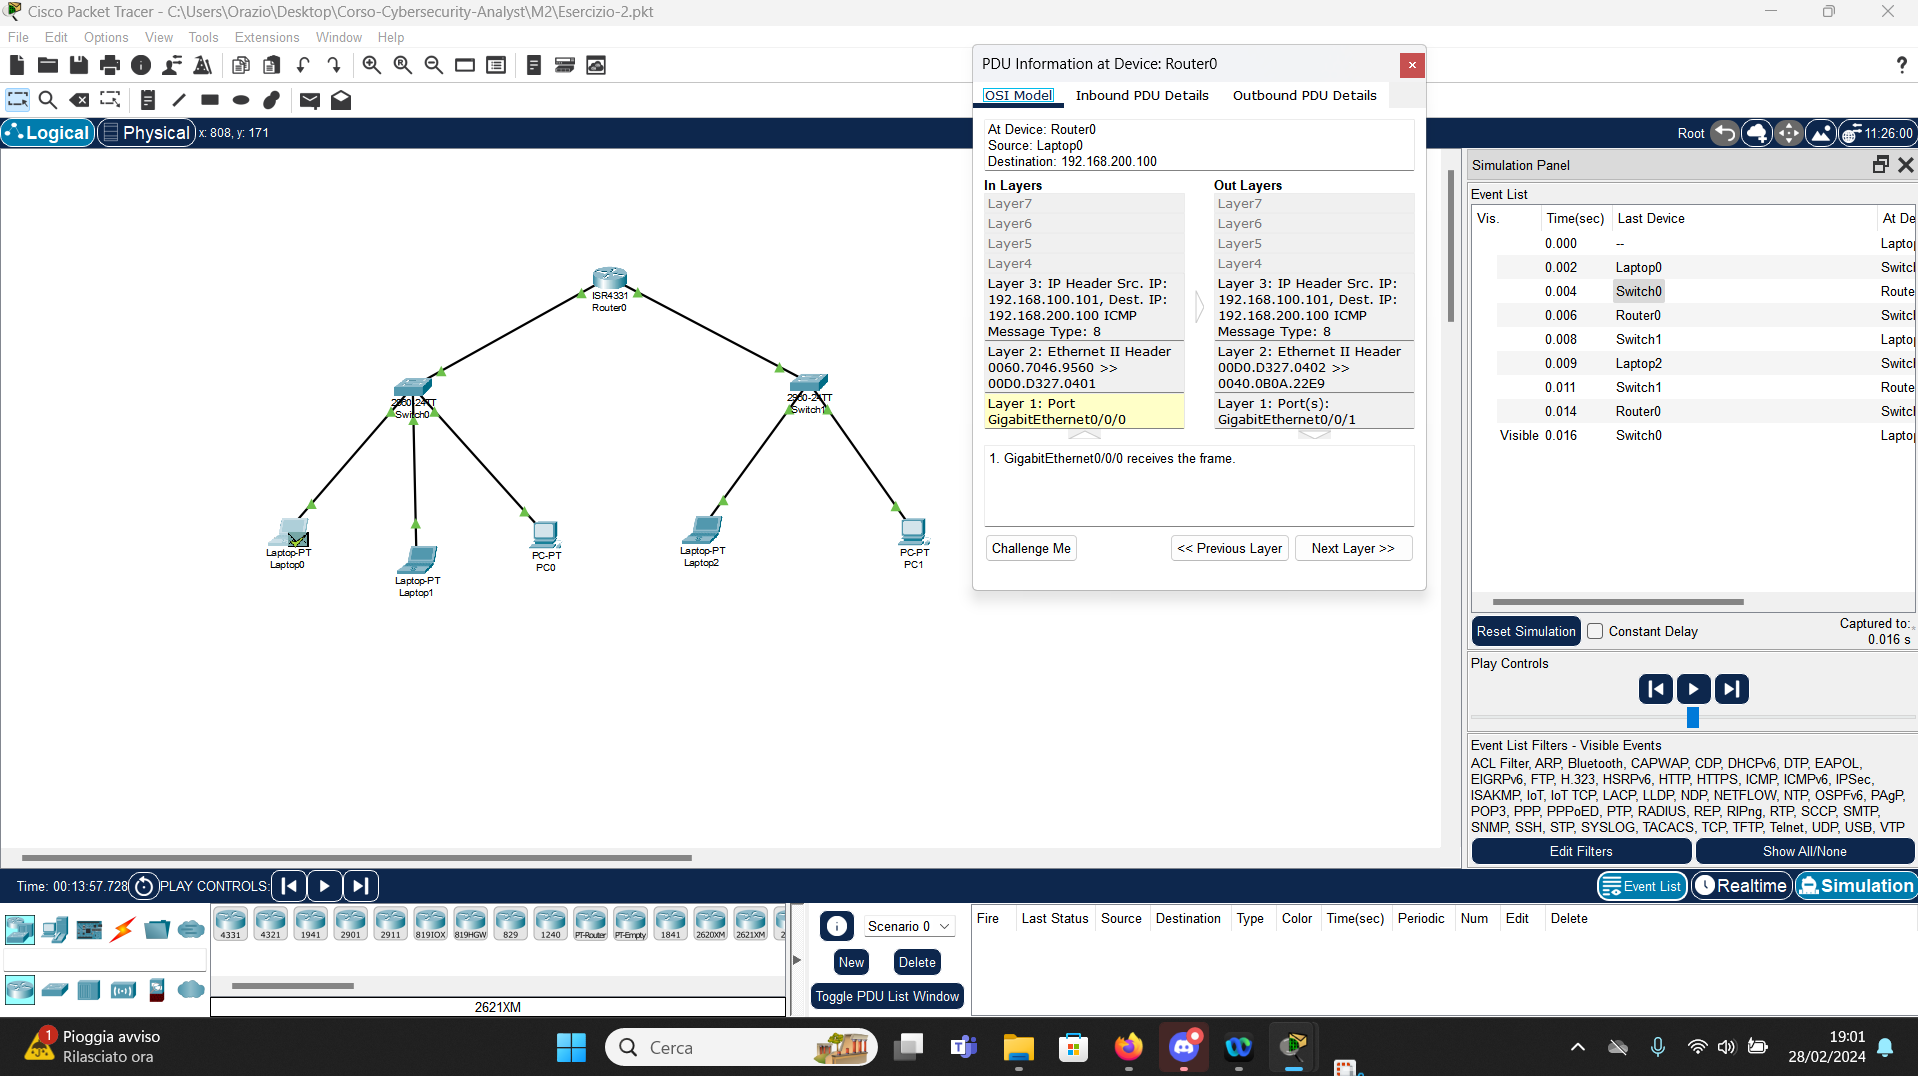 Cisco Packet Tracer - C:\Users\Orazio\Desktop\Corso-Cybersecurity-Analyst\M2\Esercizio-2.pkt
File Edit Options View Tools Extensions Window Help
?
Logical Physical x: 808, y: 171
Root 11:26:00
PDU Information at Device: Router0
OSI Model Inbound PDU Details Outbound PDU Details
At Device: Router0
Source: Laptop0
Destination: 192.168.200.100
In Layers
Layer7
Layer6
Layer5
Layer4
Layer 3: IP Header Src. IP:
192.168.100.101, Dest. IP:
192.168.200.100 ICMP
Message Type: 8
Layer 2: Ethernet II Header
0060.7046.9560 >>
00D0.D327.0401
Layer 1: Port
GigabitEthernet0/0/0
Out Layers
Layer7
Layer6
Layer5
Layer4
Layer 3: IP Header Src. IP:
192.168.100.101, Dest. IP:
192.168.200.100 ICMP
Message Type: 8
Layer 2: Ethernet II Header
00D0.D327.0402 >>
0040.0B0A.22E9
Layer 1: Port(s):
GigabitEthernet0/0/1
1. GigabitEthernet0/0/0 receives the frame.
Challenge Me << Previous Layer Next Layer >>
ISR4331
Router0
2960-24TT
Switch0
2960-24TT
Switch1
Laptop-PT
Laptop0
Laptop-PT
Laptop1
PC-PT
PC0
Laptop-PT
Laptop2
PC-PT
PC1
Simulation Panel
Event List
Vis. Time(sec) Last Device At De
0.000 -- Laptop
0.002 Laptop0 Switch
0.004 Switch0 Route
0.006 Router0 Switch
0.008 Switch1 Laptop
0.009 Laptop2 Switch
0.011 Switch1 Route
0.014 Router0 Switch
Visible 0.016 Switch0 Laptop
Reset Simulation Constant Delay
Captured to:
0.016 s
Play Controls
Event List Filters - Visible Events
ACL Filter, ARP, Bluetooth, CAPWAP, CDP, DHCPv6, DTP, EAPOL,
EIGRPv6, FTP, H.323, HSRPv6, HTTP, HTTPS, ICMP, ICMPv6, IPSec,
ISAKMP, IoT, IoT TCP, LACP, LLDP, NDP, NETFLOW, NTP, OSPFv6, PAgP,
POP3, PPP, PPPoED, PTP, RADIUS, REP, RIPng, RTP, SCCP, SMTP,
SNMP, SSH, STP, SYSLOG, TACACS, TCP, TFTP, Telnet, UDP, USB, VTP
Edit Filters Show All/None
Time: 00:13:57.728 PLAY CONTROLS:
Event List Realtime Simulation
4331 4321 1941 2901 2911 819IOX 819HGW 829 1240 PT-Router PT-Empty 1841 2620XM 2621XM 2
2621XM
Scenario 0
New Delete
Toggle PDU List Window
Fire Last Status Source Destination Type Color Time(sec) Periodic Num Edit Delete
1
Pioggia avviso
Rilasciato ora
Cerca
19:01
28/02/2024